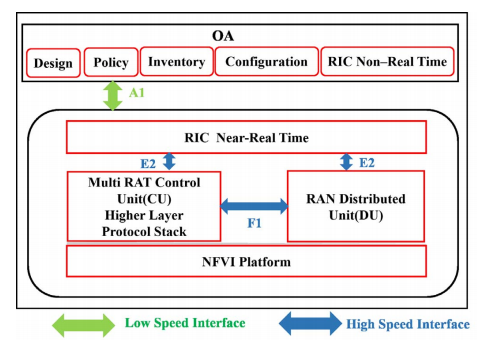 OA
Design Policy Inventory Configuration RIC Non–Real Time
A1
RIC Near-Real Time
E2 E2
Multi RAT Control
Unit(CU)
Higher Layer
Protocol Stack
F1
RAN Distributed
Unit(DU)
NFVI Platform
Low Speed Interface High Speed Interface